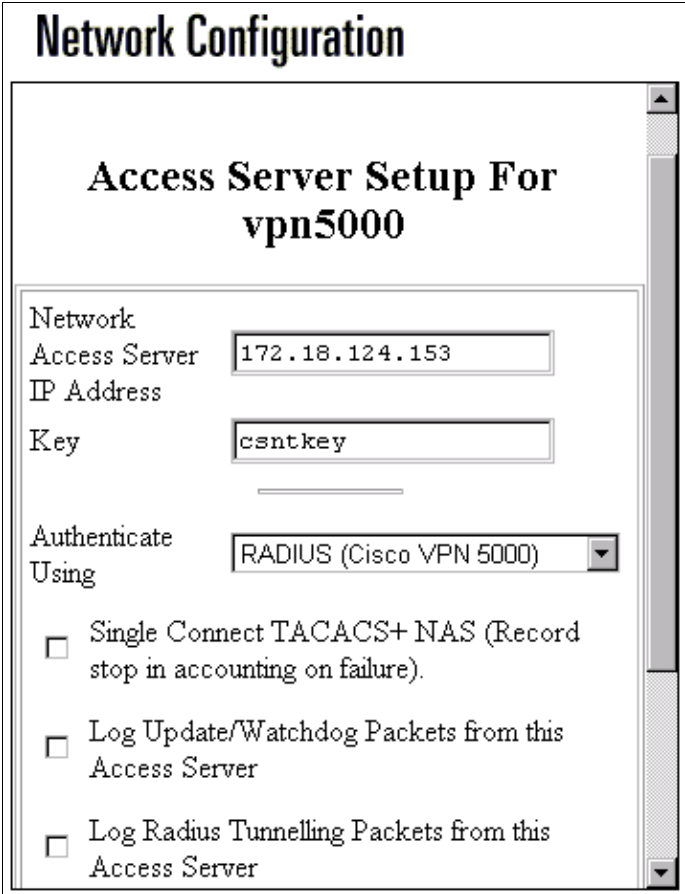 Network Configuration
Access Server Setup For
vpn5000
Network
Access Server
IP Address
172.18.124.153
Key
csntkey
Authenticate
Using
RADIUS (Cisco VPN 5000)
Single Connect TACACS+ NAS (Record
stop in accounting on failure).
Log Update/Watchdog Packets from this
Access Server
Log Radius Tunnelling Packets from this
Access Server